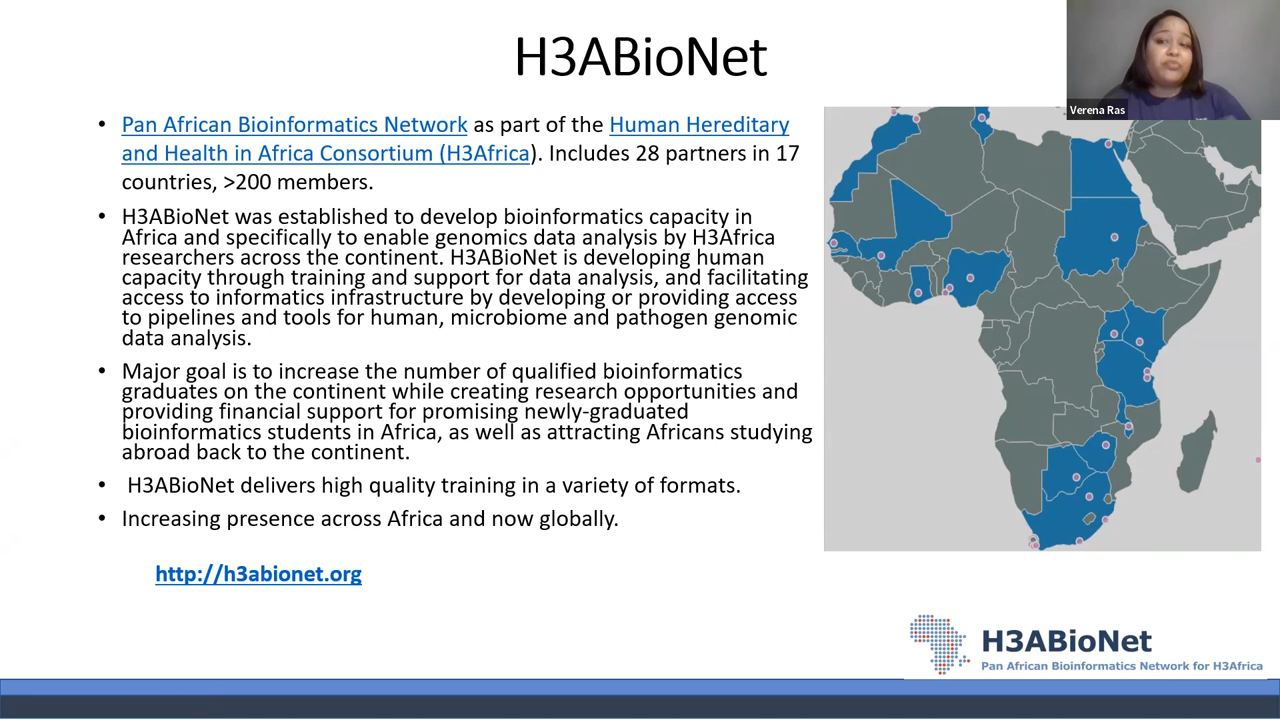 H3ABioNet
Verena Ras
• Pan African Bioinformatics Network as part of the Human Hereditary
and Health in Africa Consortium (H3Africa). Includes 28 partners in 17
countries, >200 members.
• H3ABioNet was established to develop bioinformatics capacity in
Africa and specifically to enable genomics data analysis by H3Africa
researchers across the continent. H3ABioNet is developing human
capacity through training and support for data analysis, and facilitating
access to informatics infrastructure by developing or providing access
to pipelines and tools for human, microbiome and pathogen genomic
data analysis.
• Major goal is to increase the number of qualified bioinformatics
graduates on the continent while creating research opportunities and
providing financial support for promising newly-graduated
bioinformatics students in Africa, as well as attracting Africans studying
abroad back to the continent.
• H3ABioNet delivers high quality training in a variety of formats.
• Increasing presence across Africa and now globally.
http://h3abionet.org
H3ABioNet
Pan African Bioinformatics Network for H3Africa